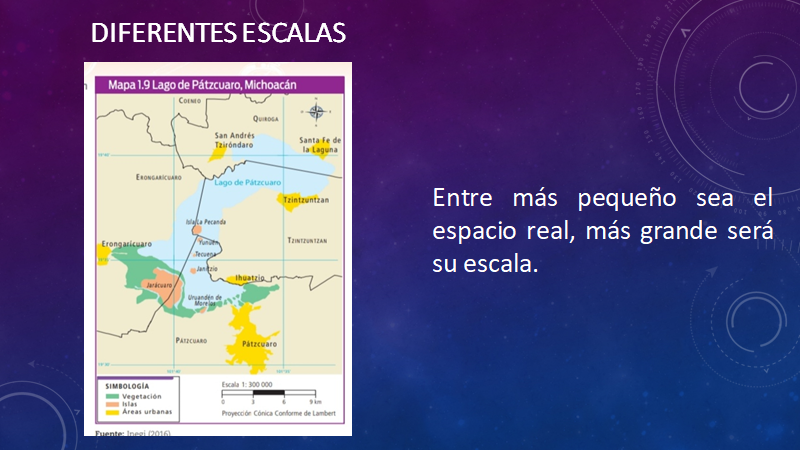 DIFERENTES ESCALAS
Mapa 1.9 Lago de Pátzcuaro, Michoacán
COENEO
QUIROGA
San Andrés
Tziróndaro
Santa Fe de
la Laguna
ERONGARÍCUARO
Lago de Pátzcuaro
Tzintzuntzan
Isla La Pecanda
Erongarícuaro
Yunuén
TZINTZUNTZAN
Tecuena
Janitzio
Ihuatzio
Jarácuaro
Uruandén de
Morelos
PÁTZCUARO
Pátzcuaro
SIMBOLOGÍA
Vegetación
Islas
Áreas urbanas
Escala 1: 300 000
0 3 6 9 km
Proyección Cónica Conforme de Lambert
Fuente: Inegi (2016)
Entre más pequeño sea el
espacio real, más grande será
su escala.